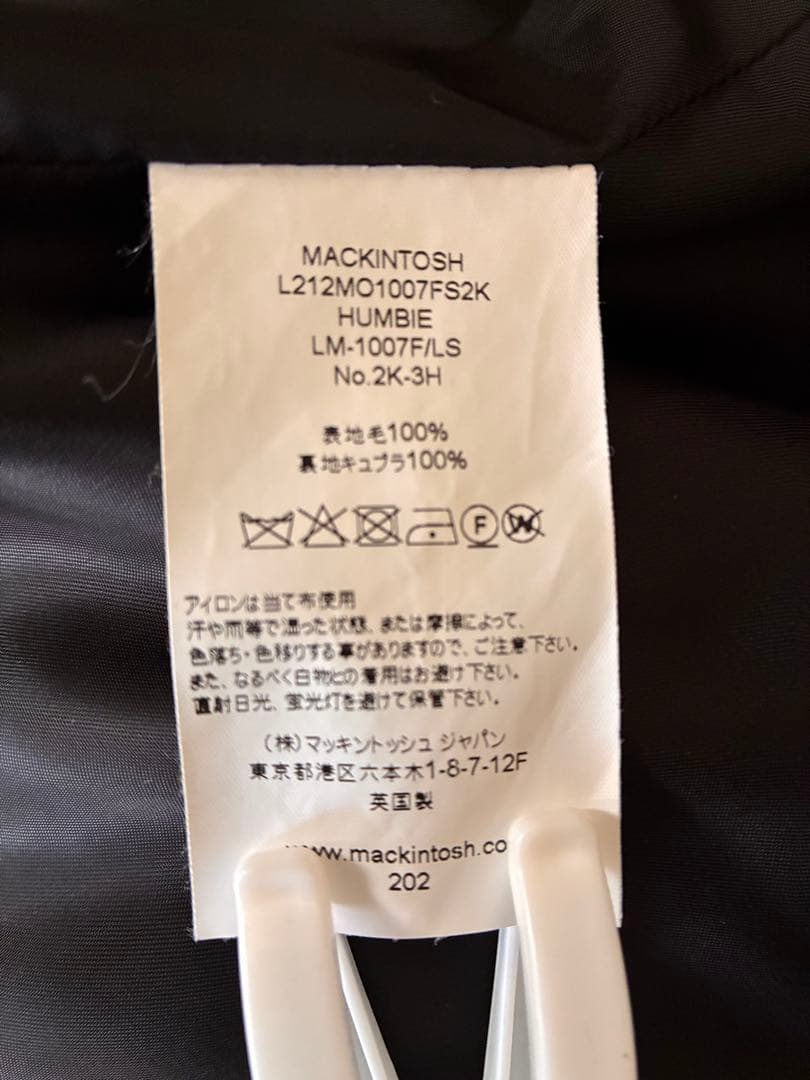 MACKINTOSH
L212MO1007FS2K
HUMBIE
LM-1007F/LS
No.2K-3H
表地毛100%
裏地キュプラ100%
F W
アイロンは当て布使用
汗や雨等で湿った状態、または摩擦によって、
色落ち・色移りする事がありますので、ご注意下さい。
また、なるべく白物との着用はお避け下さい。
直射日光、蛍光灯を避けて保管下さい。
(株)マッキントッシュ ジャパン
東京都港区六本木1-8-7-12F
英国製
www.mackintosh.co
202